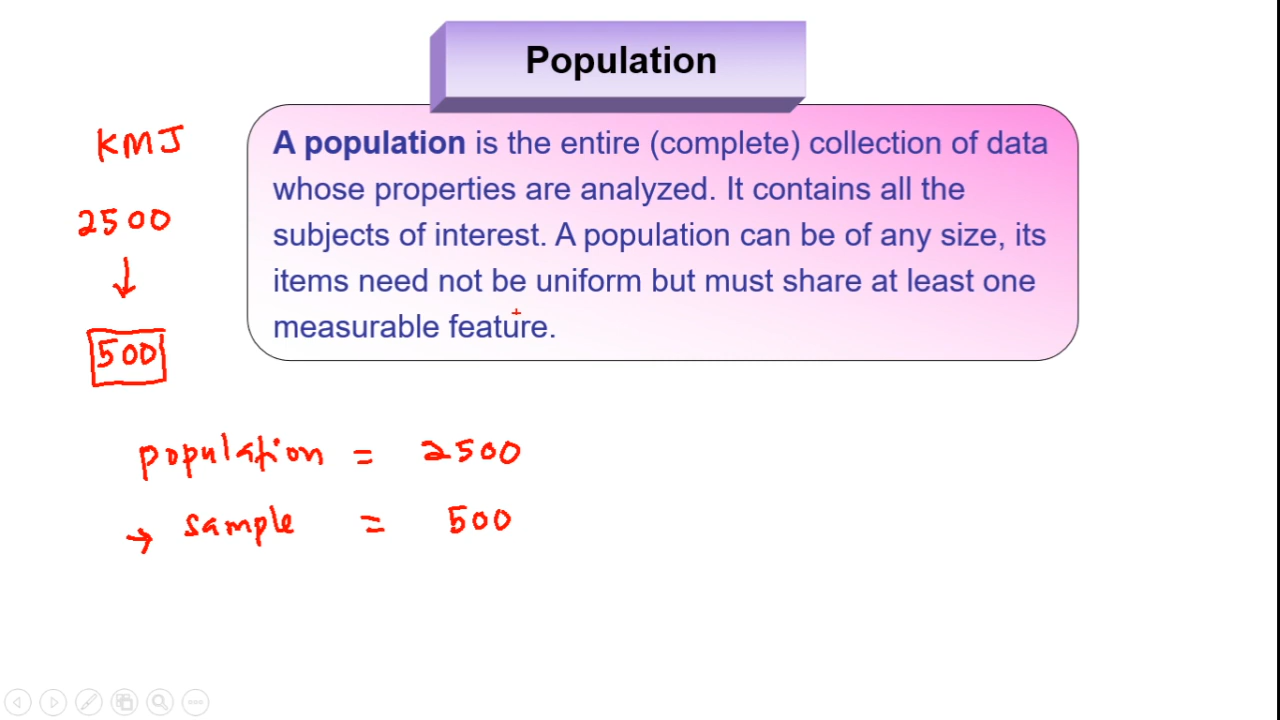 Population
A population is the entire (complete) collection of data
whose properties are analyzed. It contains all the
subjects of interest. A population can be of any size, its
items need not be uniform but must share at least one
measurable feature.
KMJ
2500
↓
500
population = 2500
→ sample = 500